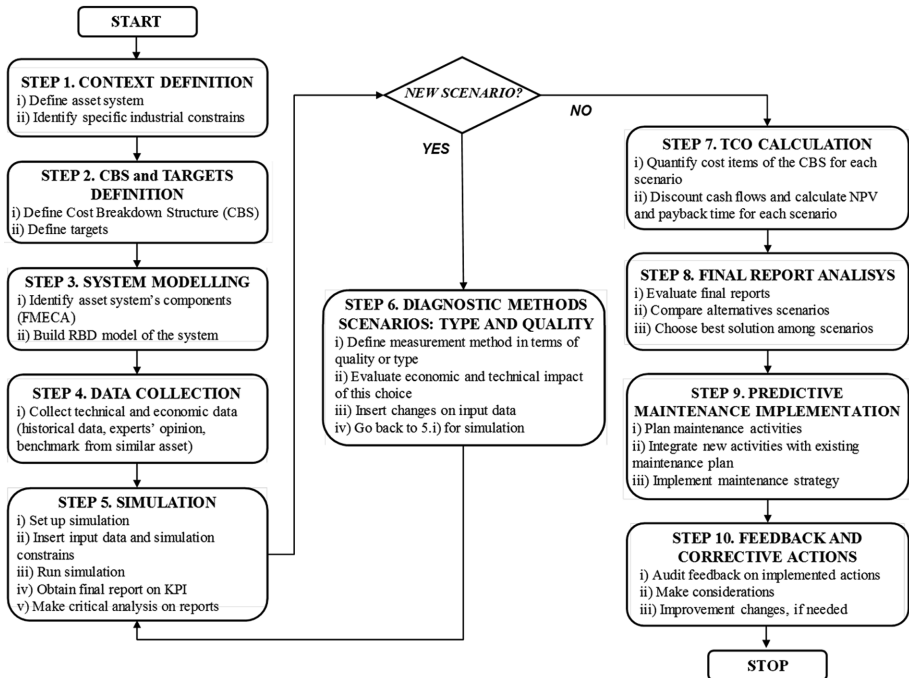 START
STEP 1. CONTEXT DEFINITION
i) Define asset system
ii) Identify specific industrial constrains
STEP 2. CBS and TARGETS
DEFINITION
i) Define Cost Breakdown Structure (CBS)
ii) Define targets
STEP 3. SYSTEM MODELLING
i) Identify asset system's components
(FMECA)
ii) Build RBD model of the system
STEP 4. DATA COLLECTION
i) Collect technical and economic data
(historical data, experts' opinion,
benchmark from similar asset)
STEP 5. SIMULATION
i) Set up simulation
ii) Insert input data and simulation
constrains
iii) Run simulation
iv) Obtain final report on KPI
v) Make critical analysis on reports
NEW SCENARIO?
YES
NO
STEP 6. DIAGNOSTIC METHODS
SCENARIOS: TYPE AND QUALITY
i) Define measurement method in terms of
quality or type
ii) Evaluate economic and technical impact
of this choice
iii) Insert changes on input data
iv) Go back to 5.i) for simulation
STEP 7. TCO CALCULATION
i) Quantify cost items of the CBS for each
scenario
ii) Discount cash flows and calculate NPV
and payback time for each scenario
STEP 8. FINAL REPORT ANALISYS
i) Evaluate final reports
ii) Compare alternatives scenarios
iii) Choose best solution among scenarios
STEP 9. PREDICTIVE
MAINTENANCE IMPLEMENTATION
i) Plan maintenance activities
ii) Integrate new activities with existing
maintenance plan
iii) Implement maintenance strategy
STEP 10. FEEDBACK AND
CORRECTIVE ACTIONS
i) Audit feedback on implemented actions
ii) Make considerations
iii) Improvement changes, if needed
STOP